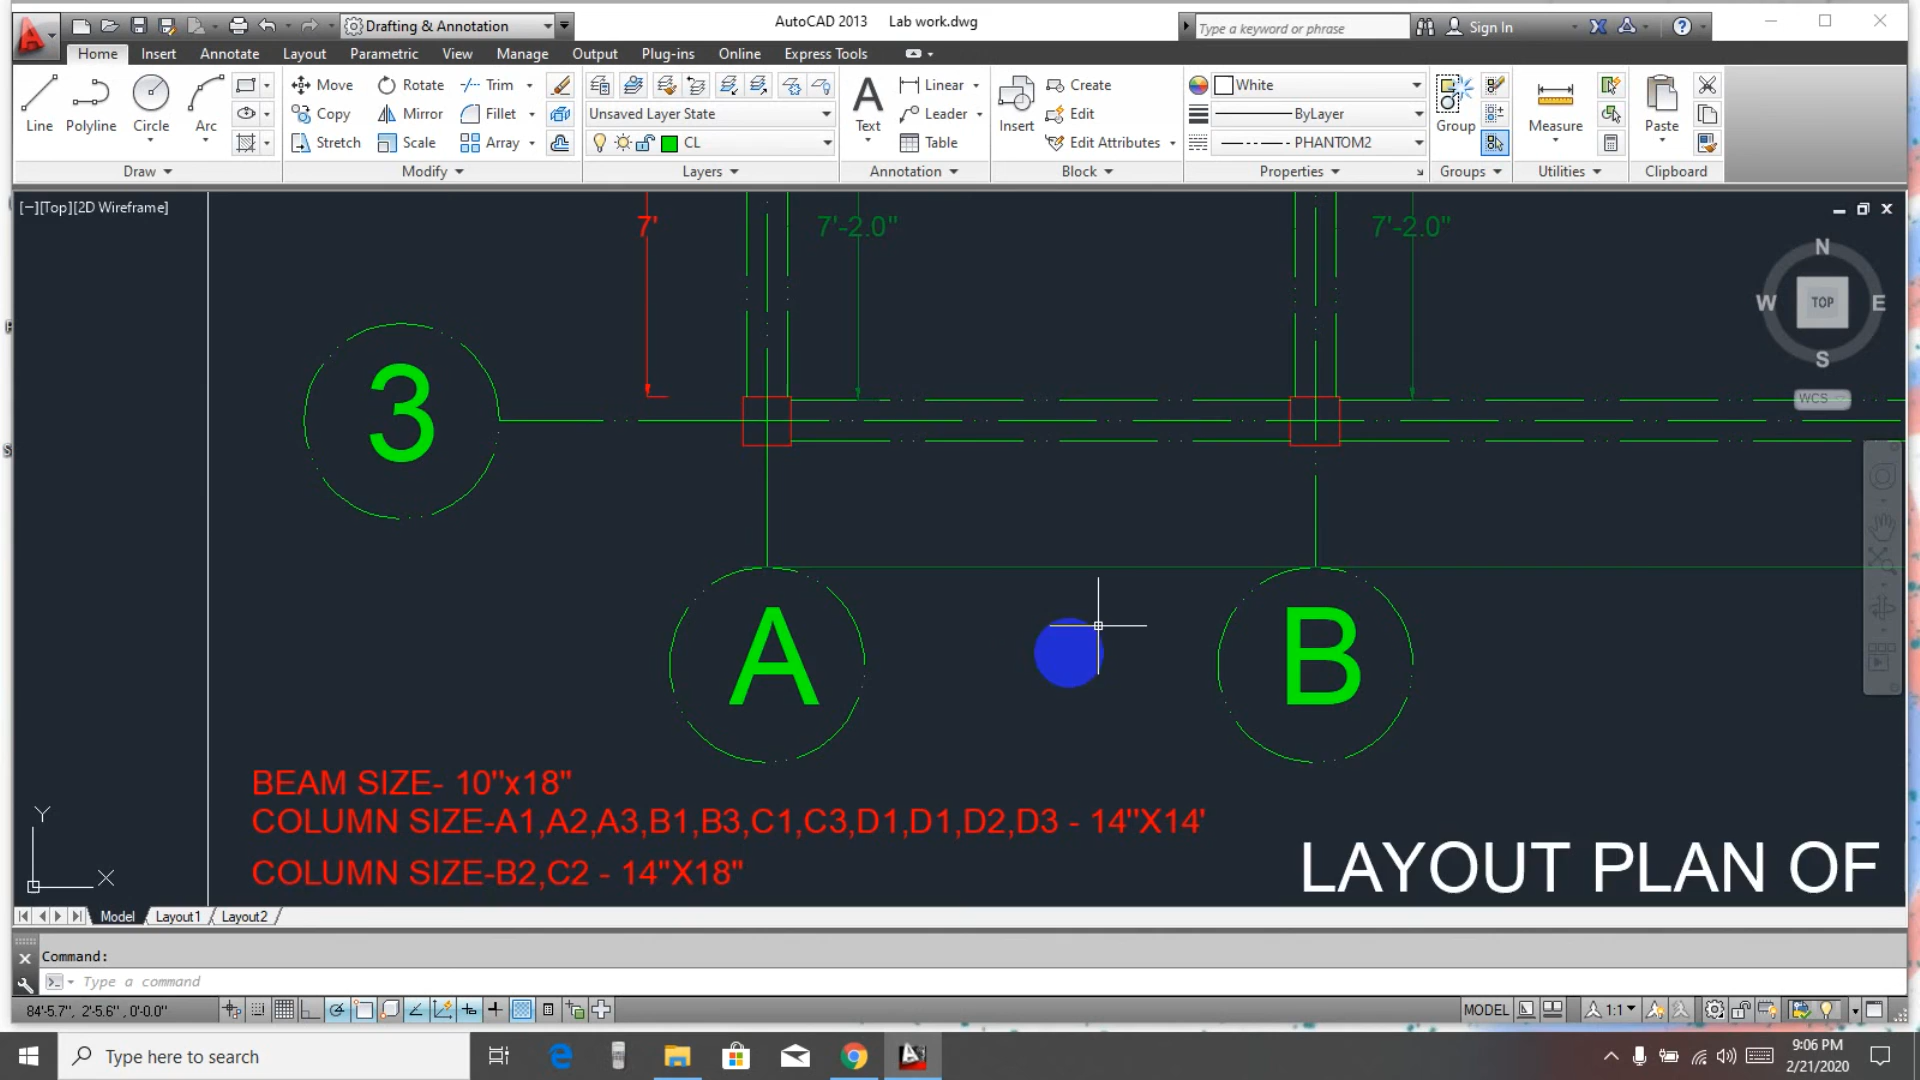 AutoCAD 2013 Lab work.dwg
Drafting & Annotation
Type a keyword or phrase
Sign In
Home Insert Annotate Layout Parametric View Manage Output Plug-ins Online Express Tools
Line Polyline Circle Arc
Draw
Move Rotate Trim
Copy Mirror Fillet
Stretch Scale Array
Modify
Unsaved Layer State
CL
Layers
Text
Linear
Leader
Table
Annotation
Insert
Create
Edit
Edit Attributes
Block
White
ByLayer
PHANTOM2
Properties
Group
Groups
Measure
Utilities
Paste
Clipboard
[−][Top][2D Wireframe]
7' 7'-2.0" 7'-2.0"
N
W TOP E
S
WCS
3
A B
BEAM SIZE- 10"x18"
COLUMN SIZE-A1,A2,A3,B1,B3,C1,C3,D1,D1,D2,D3 - 14"X14'
COLUMN SIZE-B2,C2 - 14"X18"
LAYOUT PLAN OF
Y
X
Model Layout1 Layout2
Command:
Type a command
84'-5.7", 2'-5.6" , 0'-0.0"
MODEL
1:1
Type here to search
9:06 PM
2/21/2020